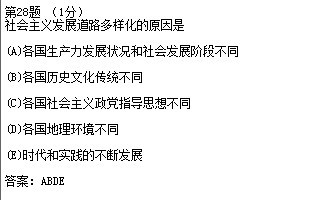 第28题 （1分）
社会主义发展道路多样化的原因是
(A)各国生产力发展状况和社会发展阶段不同
(B)各国历史文化传统不同
(C)各国社会主义政党指导思想不同
(D)各国地理环境不同
(E)时代和实践的不断发展
答案：ABDE